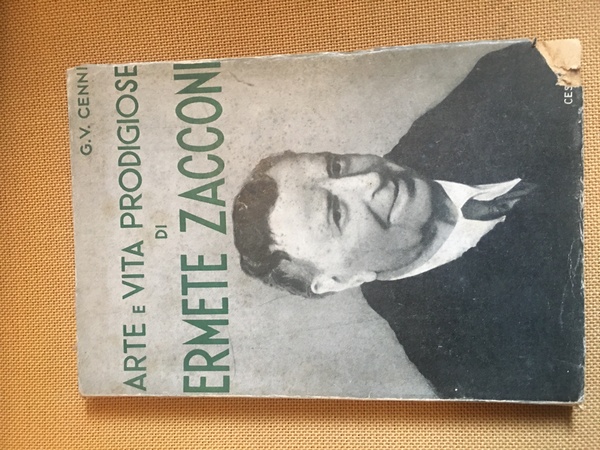 G.V. CENNI
ARTE E VITA PRODIGIOSE
DI
ERMETE ZACCONI